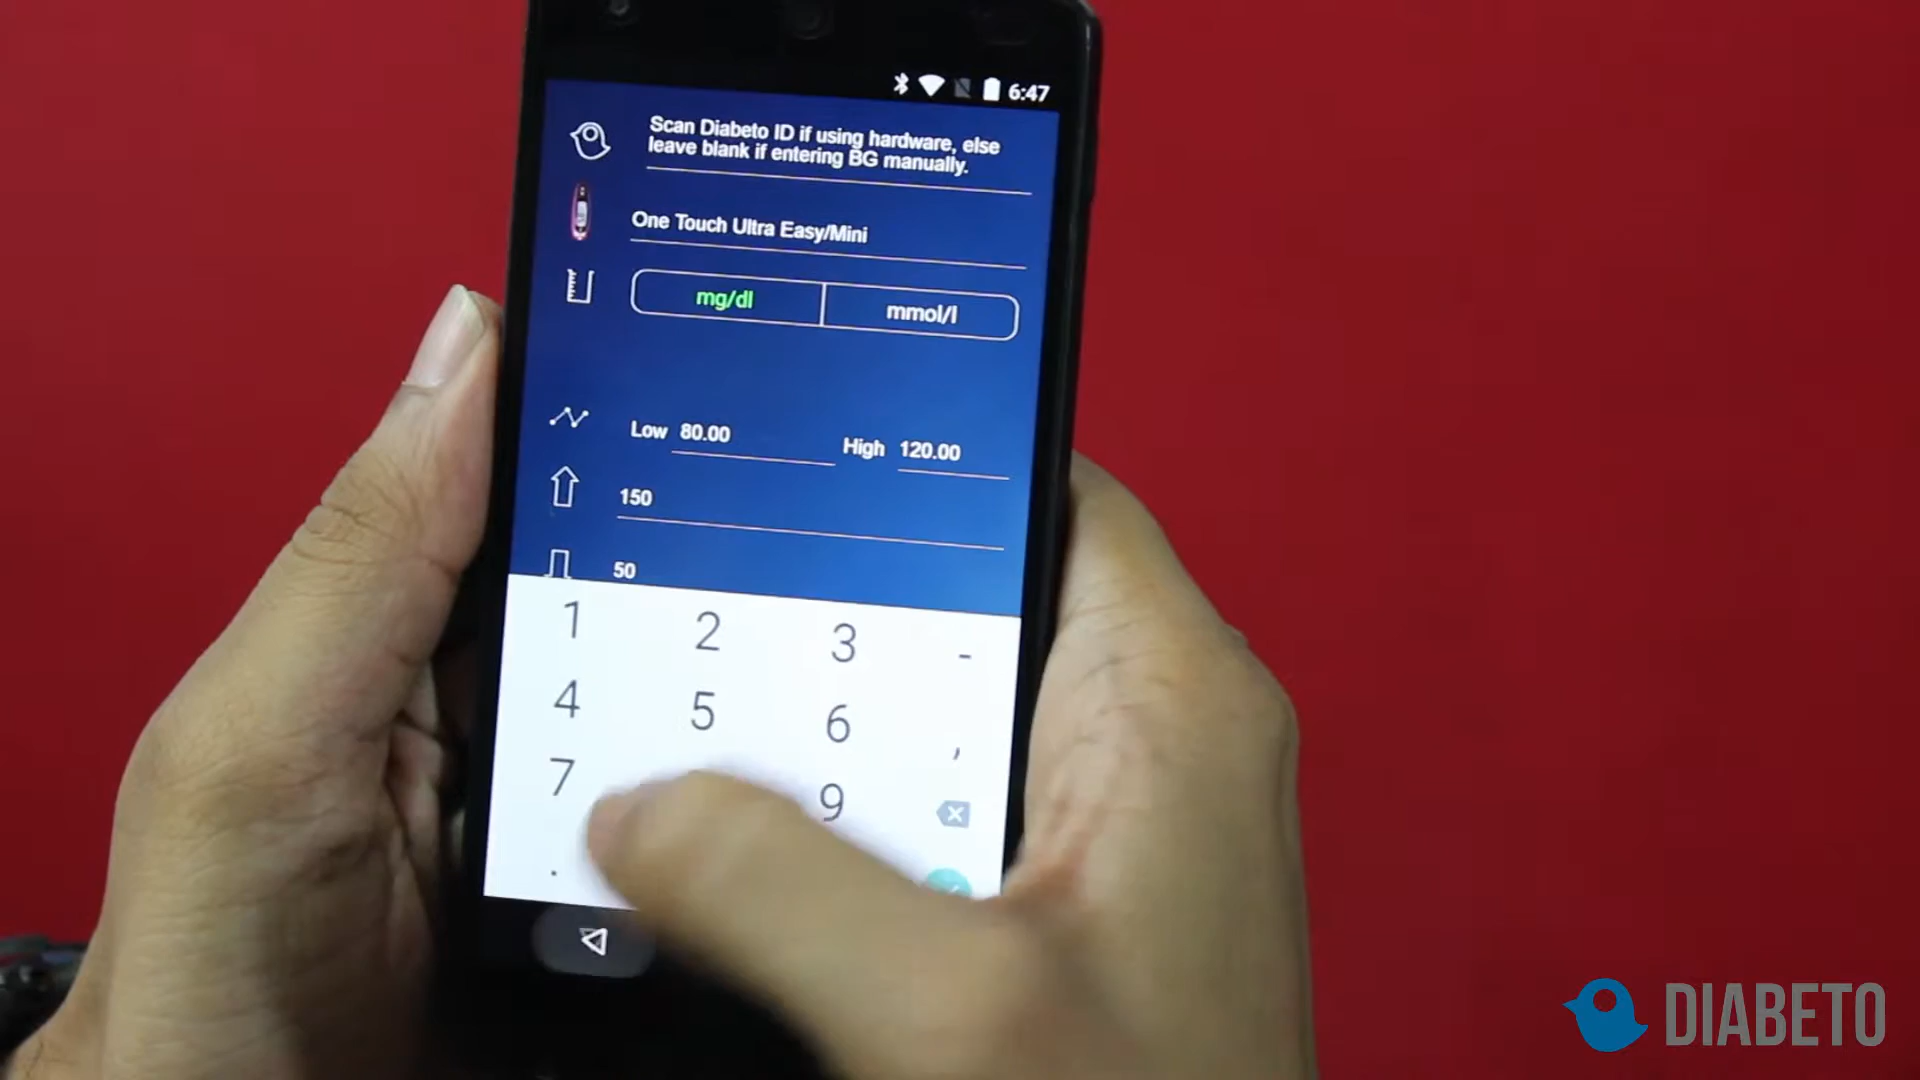 6:47
Scan Diabeto ID if using hardware, else
leave blank if entering BG manually.
One Touch Ultra Easy/Mini
mg/dl mmol/l
Low 80.00 High 120.00
150
50
1 2 3 -
4 5 6 ,
7 9
.
DIABETO